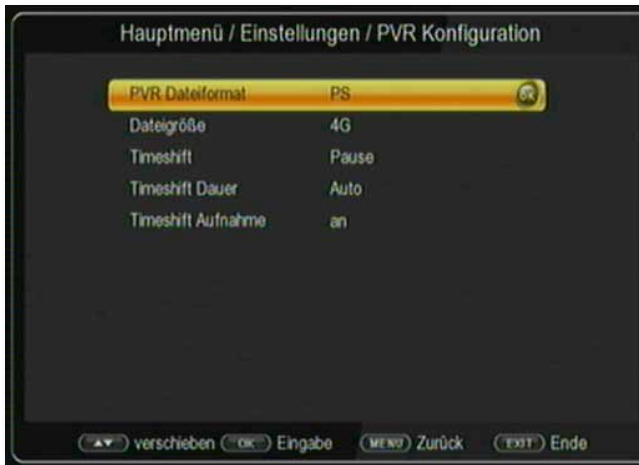 Hauptmenü / Einstellungen / PVR Konfiguration
PVR Dateiformat PS OK
Dateigröße 4G
Timeshift Pause
Timeshift Dauer Auto
Timeshift Aufnahme an
verschieben OK Eingabe MENU Zurück EXIT Ende